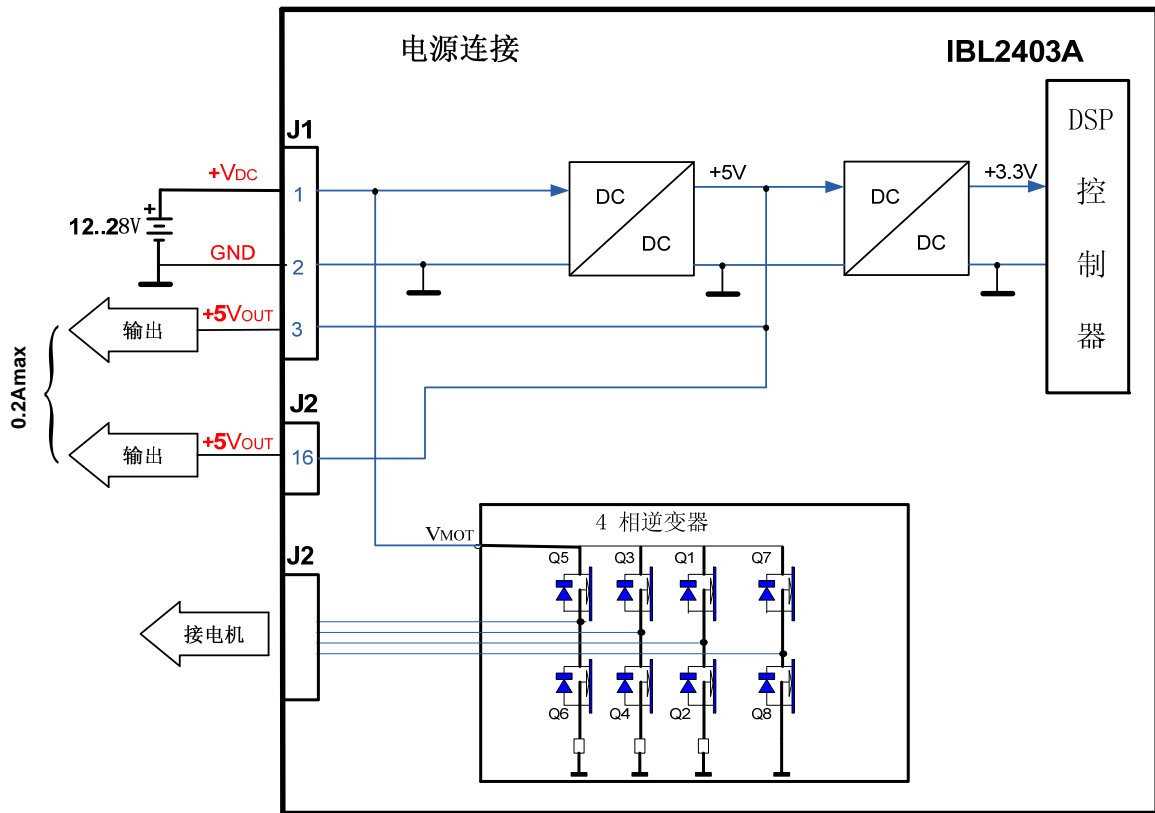 电源连接
IBL2403A
J1
+VDC
1
12..28V
+
GND
2
+5VOUT
3
输出
0.2Amax
J2
+5VOUT
16
输出
DC
DC
+5V
DC
DC
+3.3V
DSP
控
制
器
VMOT
4 相逆变器
J2
接电机
Q5
Q3
Q1
Q7
Q6
Q4
Q2
Q8